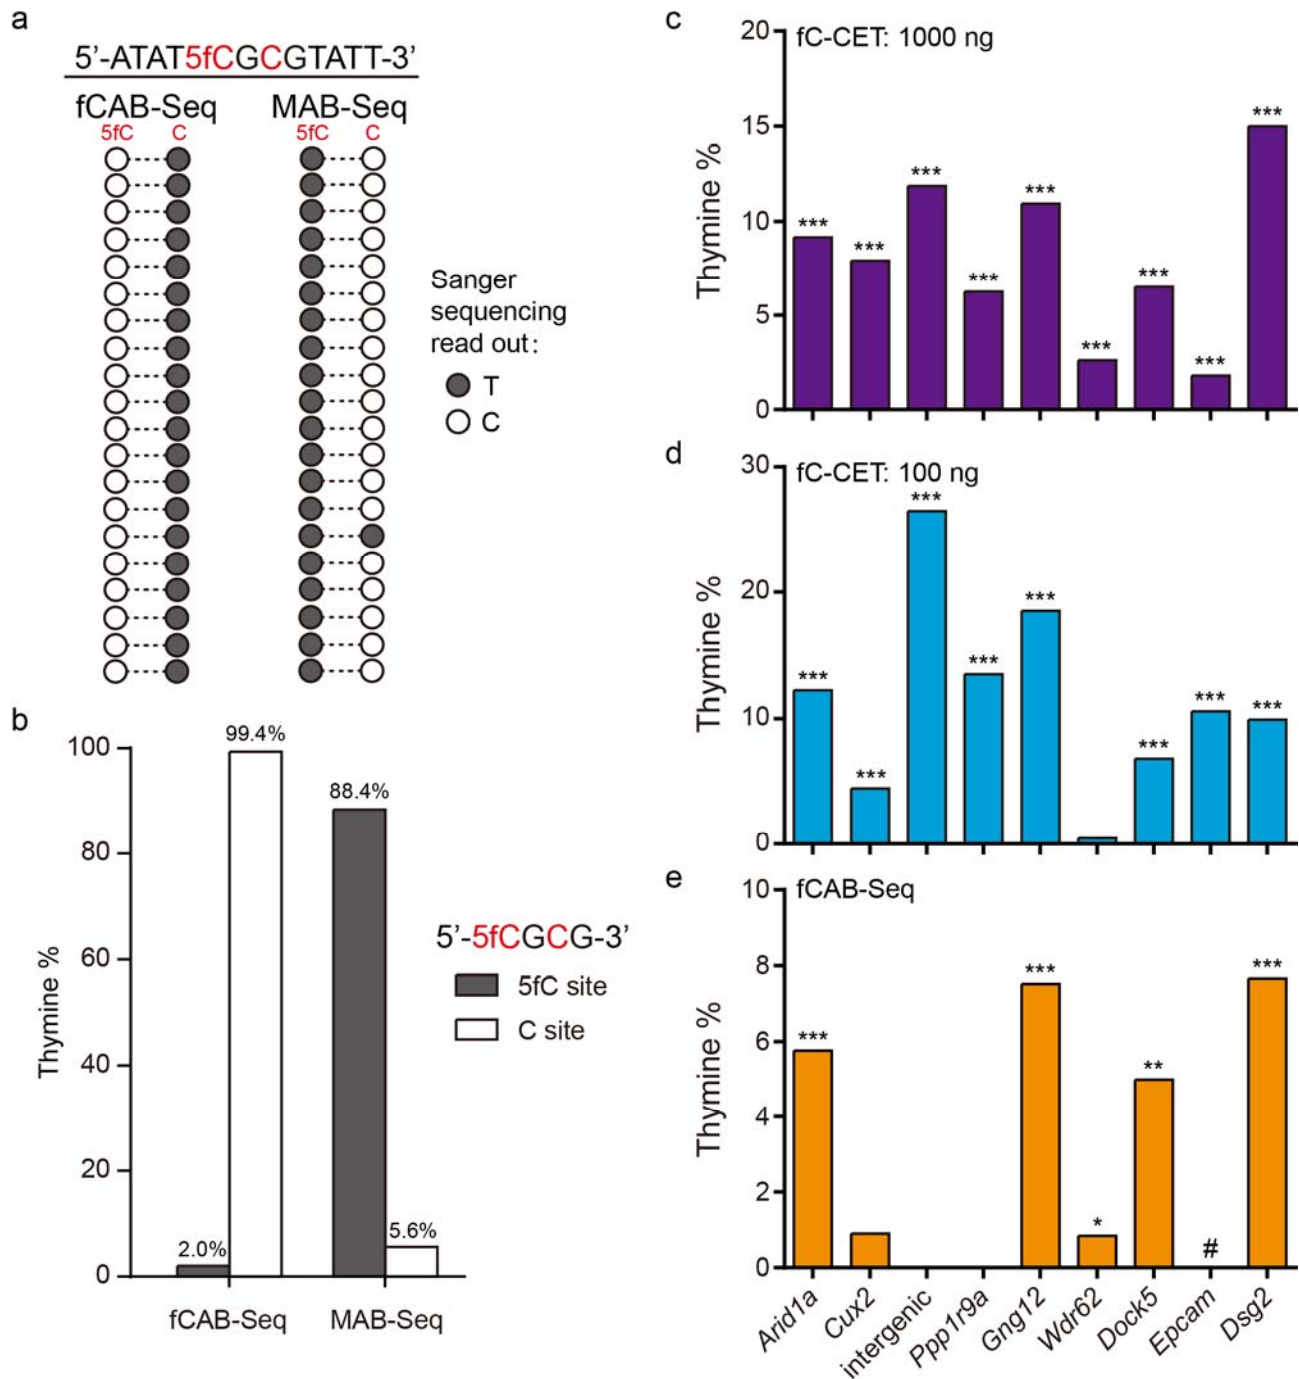 a
5’-ATAT5fCGCGTATT-3’
fCAB-Seq MAB-Seq
5fC C 5fC C
Sanger
sequencing
read out:
T
C
b
Thymine %
100
80
60
40
20
0
2.0%
99.4%
88.4%
5.6%
fCAB-Seq MAB-Seq
5’-5fCGCG-3’
5fC site
C site
c
fC-CET: 1000 ng
Thymine %
20
15
10
5
0
*** *** *** *** *** *** *** *** ***
d
fC-CET: 100 ng
Thymine %
30
20
10
0
*** *** *** *** *** *** *** ***
e
fCAB-Seq
Thymine %
10
8
6
4
2
0
*** *** * ** # ***
Arid1a
Cux2
intergenic
Ppp1r9a
Gng12
Wdr62
Dock5
Epcam
Dsg2